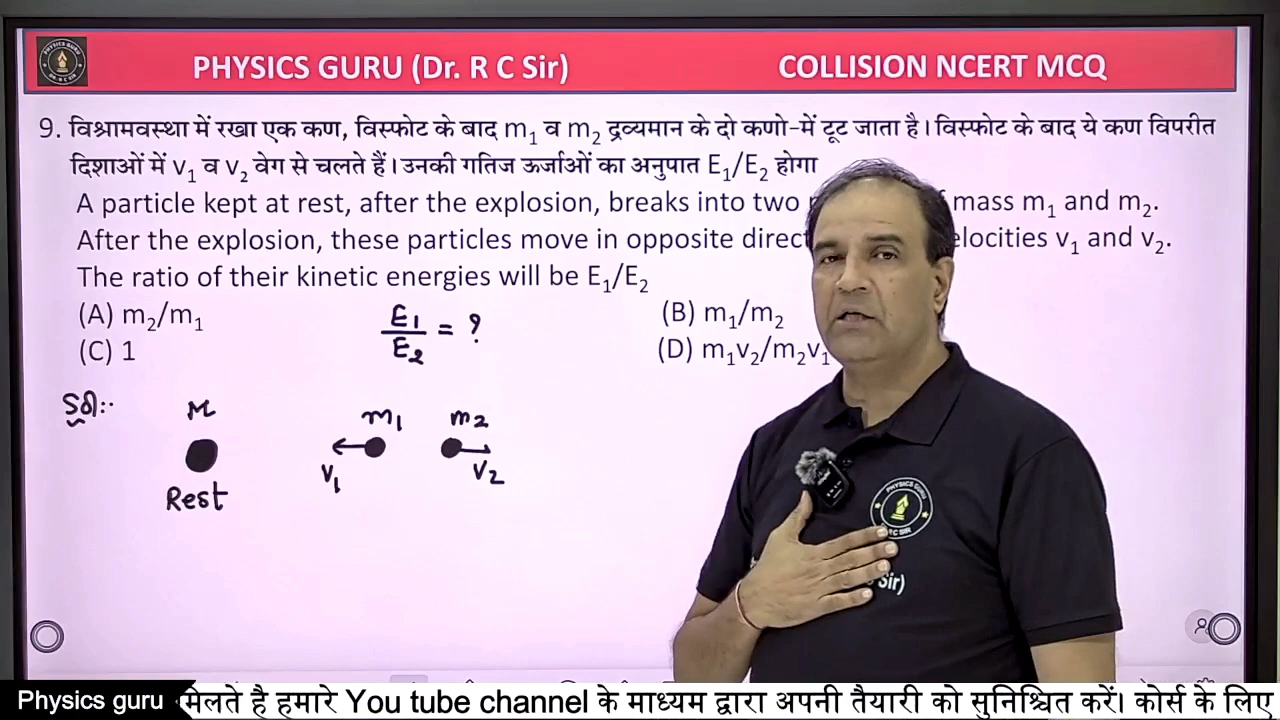 PHYSICS GURU (Dr. R C Sir)
COLLISION NCERT MCQ
9. विश्रामवस्था में रखा एक कण, विस्फोट के बाद m₁ व m₂ द्रव्यमान के दो कणो-में टूट जाता है। विस्फोट के बाद ये कण विपरीत
दिशाओं में v₁ व v₂ वेग से चलते हैं। उनकी गतिज ऊर्जाओं का अनुपात E₁/E₂ होगा
A particle kept at rest, after the explosion, breaks into two mass m₁ and m₂.
After the explosion, these particles move in opposite v₁ and v₂.
The ratio of their kinetic energies will be E₁/E₂
(A) m₂/m₁
(B) m₁/m₂
(C) 1
(D) m₁v₂/m₂v₁
E₁/E₂ = ?
M
m₁ m₂
v₁ v₂
Rest
PHYSICS GURU
R C SIR
Sir)
Physics guru
मिलते है हमारे You tube channel के माध्यम द्वारा अपनी तैयारी को सुनिश्चित करें। कोर्स के लिए